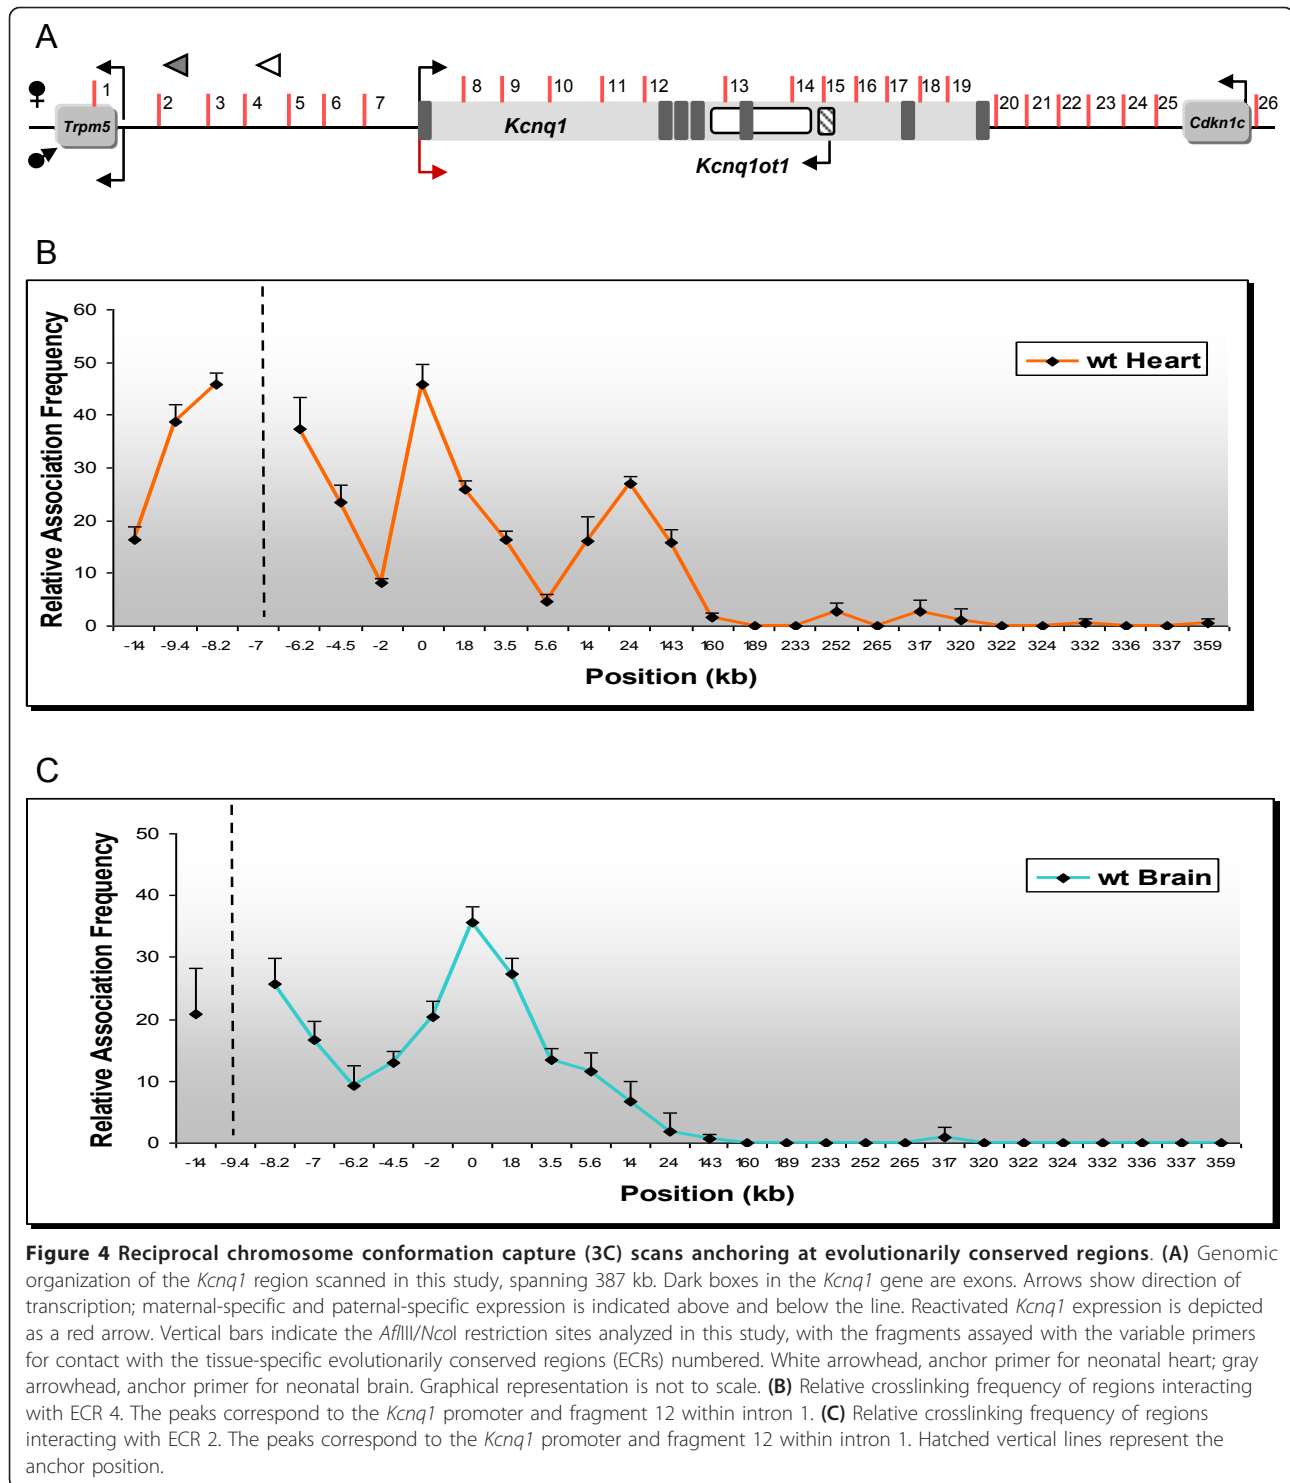 A
1 2 3 4 5 6 7 8 9 10 11 12 13 14 15 16 17 18 19 20 21 22 23 24 25 26
Trpm5 Kcnq1 Cdkn1c
Kcnq1ot1
B
Relative Association Frequency
60
50
40
30
20
10
0
wt Heart
-14 -9.4 -8.2 -7 -6.2 -4.5 -2 0 1.8 3.5 5.6 14 24 143 160 189 233 252 265 317 320 322 324 332 336 337 359
Position (kb)
C
Relative Association Frequency
50
40
30
20
10
0
wt Brain
-14 -9.4 -8.2 -7 -6.2 -4.5 -2 0 1.8 3.5 5.6 14 24 143 160 189 233 252 265 317 320 322 324 332 336 337 359
Position (kb)
Figure 4 Reciprocal chromosome conformation capture (3C) scans anchoring at evolutionarily conserved regions. (A) Genomic
organization of the Kcnq1 region scanned in this study, spanning 387 kb. Dark boxes in the Kcnq1 gene are exons. Arrows show direction of
transcription; maternal-specific and paternal-specific expression is indicated above and below the line. Reactivated Kcnq1 expression is depicted
as a red arrow. Vertical bars indicate the AflIII/NcoI restriction sites analyzed in this study, with the fragments assayed with the variable primers
for contact with the tissue-specific evolutionarily conserved regions (ECRs) numbered. White arrowhead, anchor primer for neonatal heart; gray
arrowhead, anchor primer for neonatal brain. Graphical representation is not to scale. (B) Relative crosslinking frequency of regions interacting
with ECR 4. The peaks correspond to the Kcnq1 promoter and fragment 12 within intron 1. (C) Relative crosslinking frequency of regions
interacting with ECR 2. The peaks correspond to the Kcnq1 promoter and fragment 12 within intron 1. Hatched vertical lines represent the
anchor position.